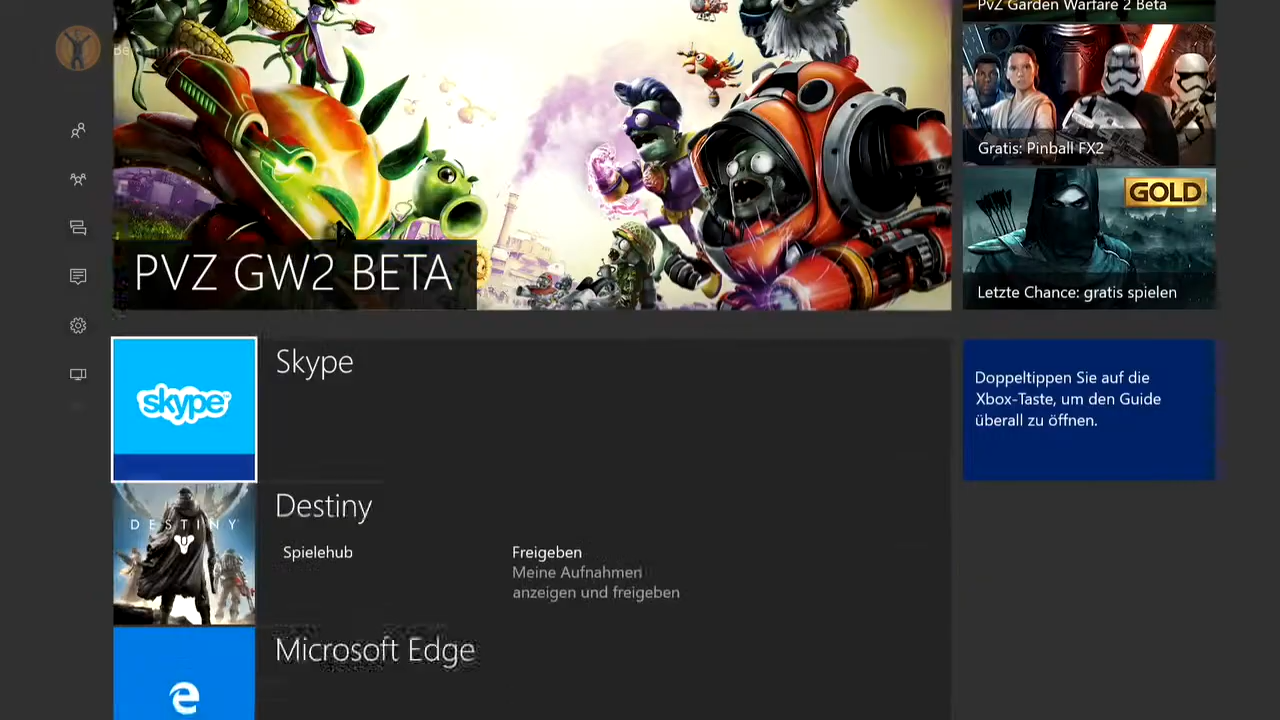 PvZ Garden Warfare 2 Beta
Gratis: Pinball FX2
GOLD
Letzte Chance: gratis spielen
PVZ GW2 BETA
skype
Skype
Doppeltippen Sie auf die
Xbox-Taste, um den Guide
überall zu öffnen.
DESTINY
Destiny
Spielehub
Freigeben
Meine Aufnahmen
anzeigen und freigeben
Microsoft Edge